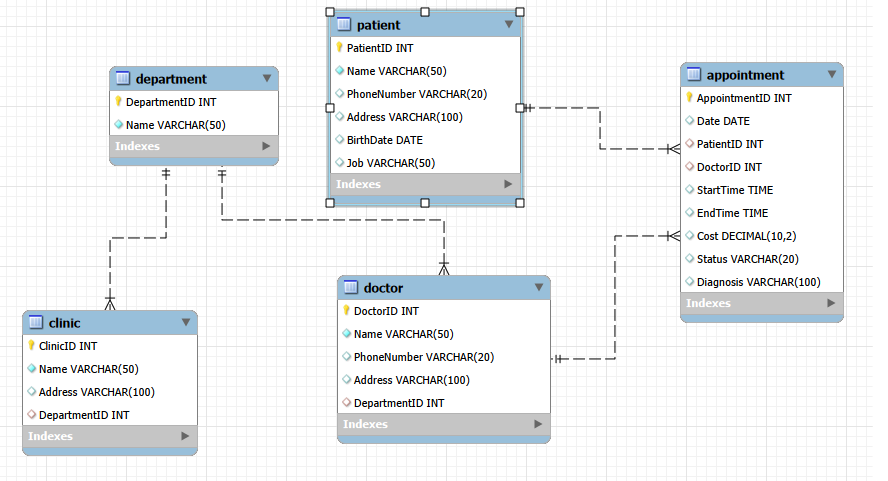 patient
PatientID INT
Name VARCHAR(50)
PhoneNumber VARCHAR(20)
Address VARCHAR(100)
BirthDate DATE
Job VARCHAR(50)
Indexes
department
DepartmentID INT
Name VARCHAR(50)
Indexes
appointment
AppointmentID INT
Date DATE
PatientID INT
DoctorID INT
StartTime TIME
EndTime TIME
Cost DECIMAL(10,2)
Status VARCHAR(20)
Diagnosis VARCHAR(100)
Indexes
clinic
ClinicID INT
Name VARCHAR(50)
Address VARCHAR(100)
DepartmentID INT
Indexes
doctor
DoctorID INT
Name VARCHAR(50)
PhoneNumber VARCHAR(20)
Address VARCHAR(100)
DepartmentID INT
Indexes